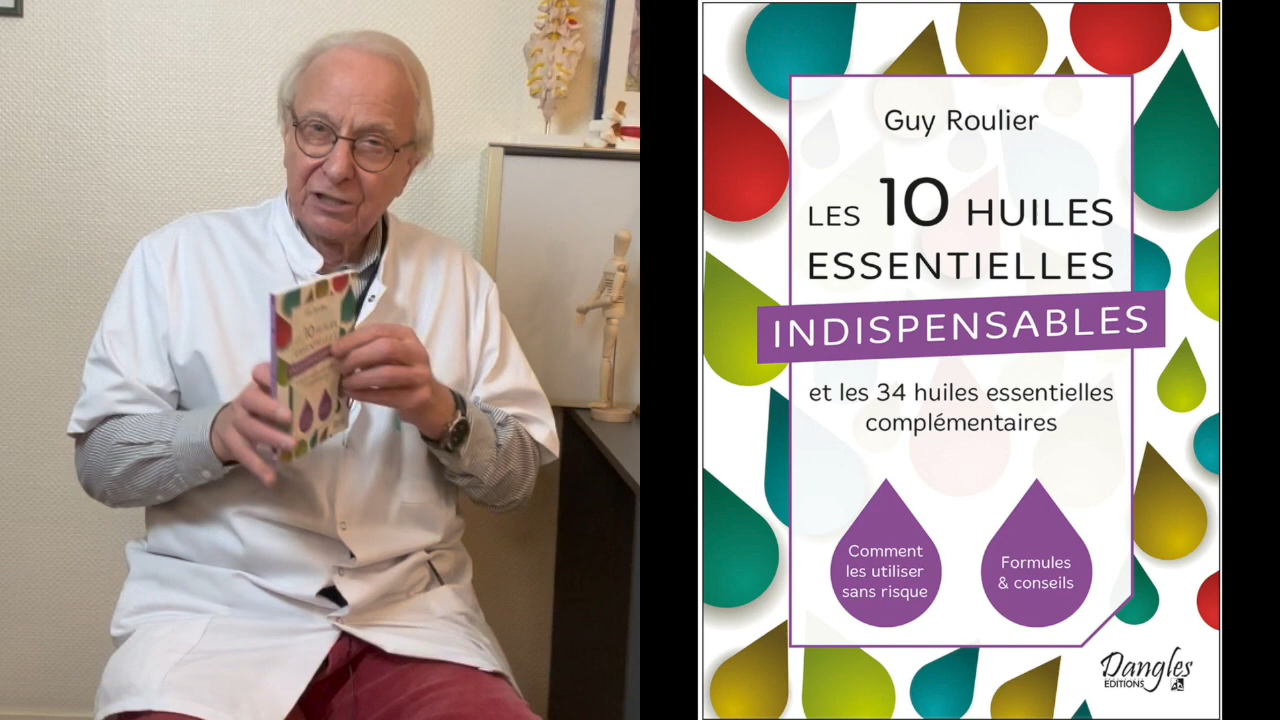 Guy Roulier
LES 10 HUILES
ESSENTIELLES
INDISPENSABLES
et les 34 huiles essentielles
complémentaires
Comment
les utiliser
sans risque
Formules
& conseils
Dangles
EDITIONS